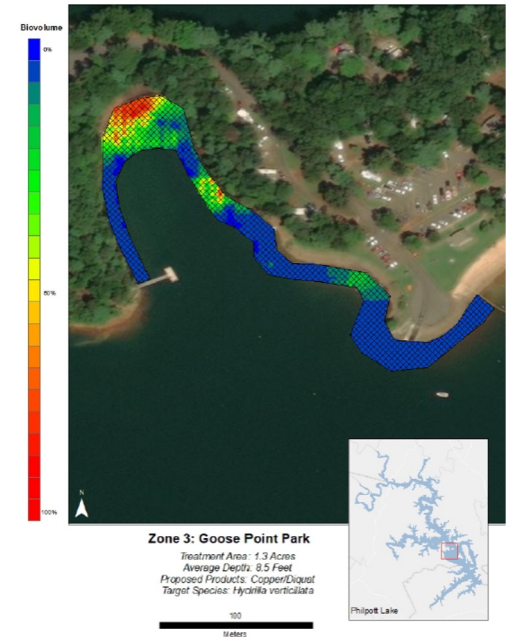 Biovolume
0%
100%
N
Zone 3: Goose Point Park
Treatment Area: 1.3 Acres
Average Depth: 8.5 Feet
Proposed Products: Copper/Diquat
Target Species: Hydrilla verticillata
100
Meters
Philpott Lake